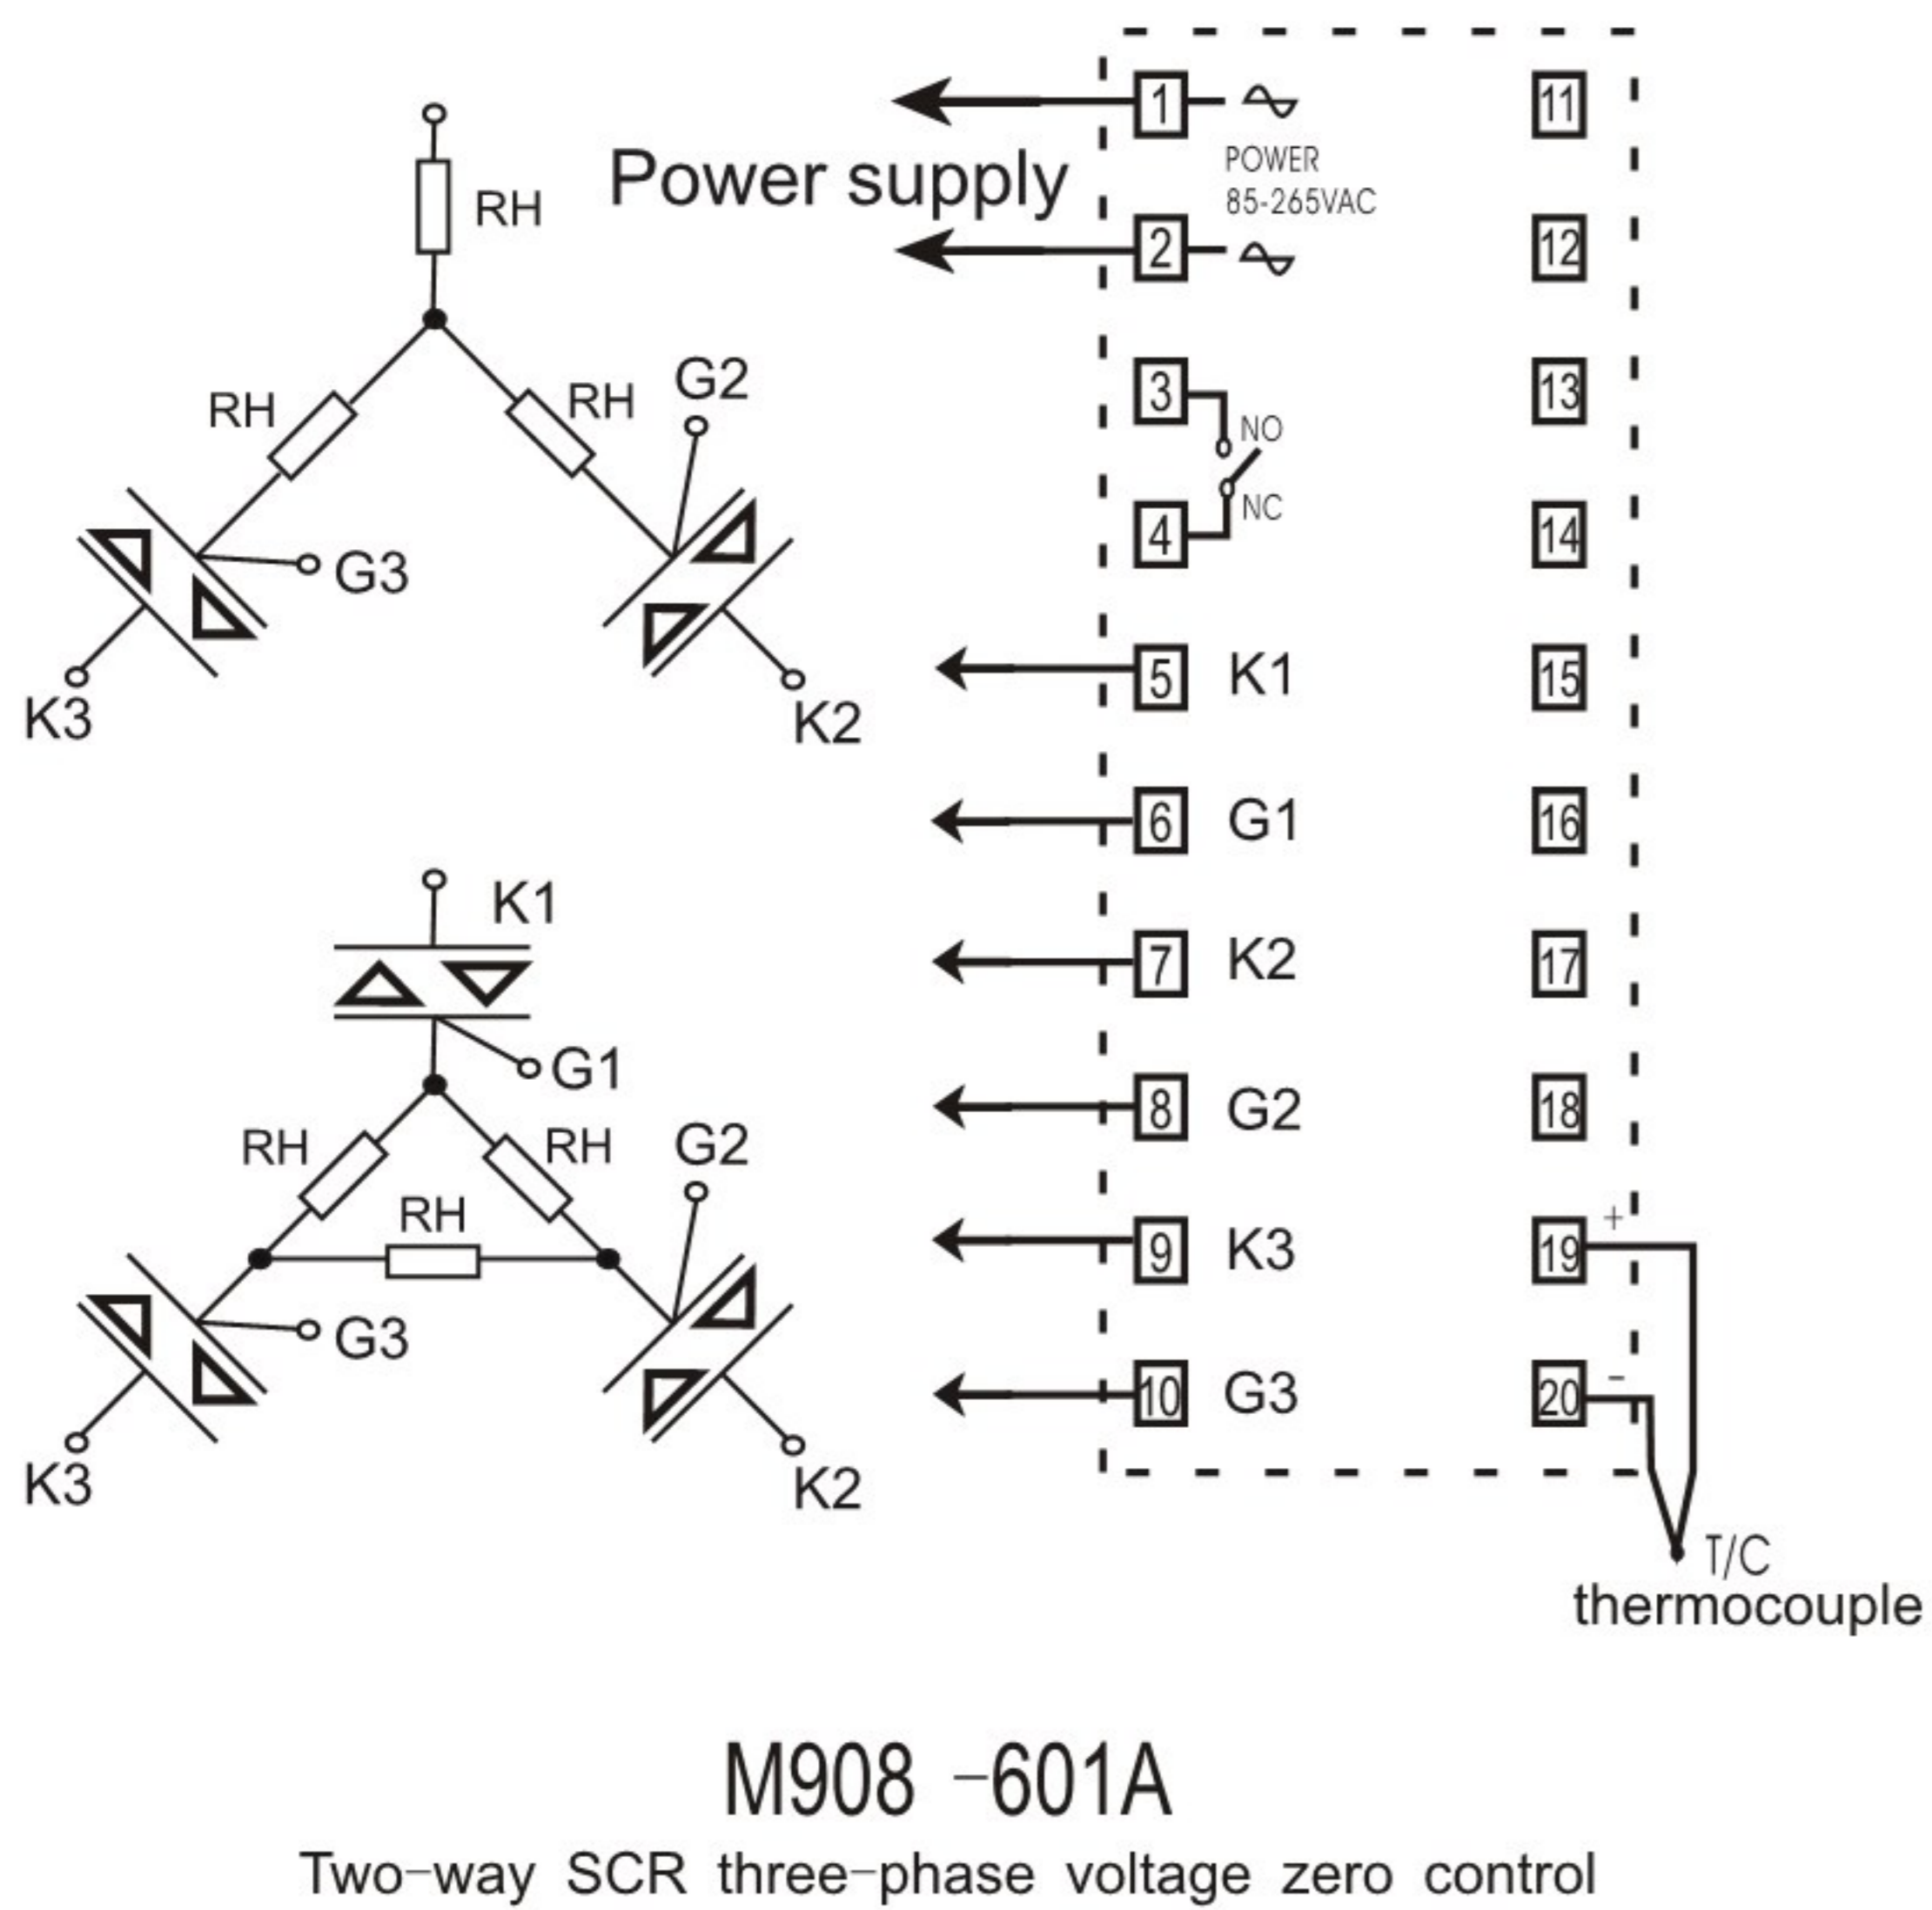 RH
RH
RH
G2
G3
K3
K2
K1
G1
RH
RH
RH
G2
G3
K3
K2
Power supply
1
POWER
85-265VAC
2
3
NO
4
NC
5 K1
6 G1
7 K2
8 G2
9 K3
10 G3
11
12
13
14
15
16
17
18
19 +
20 -
T/C
thermocouple
M908 -601A
Two-way SCR three-phase voltage zero control